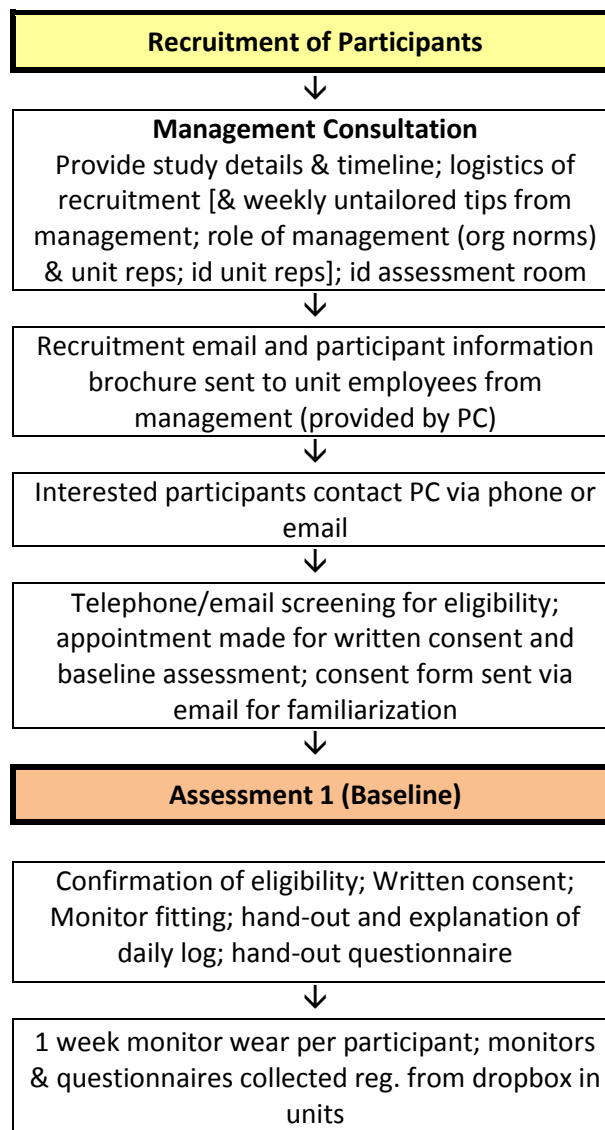 Recruitment of Participants
Management Consultation
Provide study details & timeline; logistics of
recruitment [& weekly untailored tips from
management; role of management (org norms)
& unit reps; id unit reps]; id assessment room
Recruitment email and participant information
brochure sent to unit employees from
management (provided by PC)
Interested participants contact PC via phone or
email
Telephone/email screening for eligibility;
appointment made for written consent and
baseline assessment; consent form sent via
email for familiarization
Assessment 1 (Baseline)
Confirmation of eligibility; Written consent;
Monitor fitting; hand-out and explanation of
daily log; hand-out questionnaire
1 week monitor wear per participant; monitors
& questionnaires collected reg. from dropbox in
units